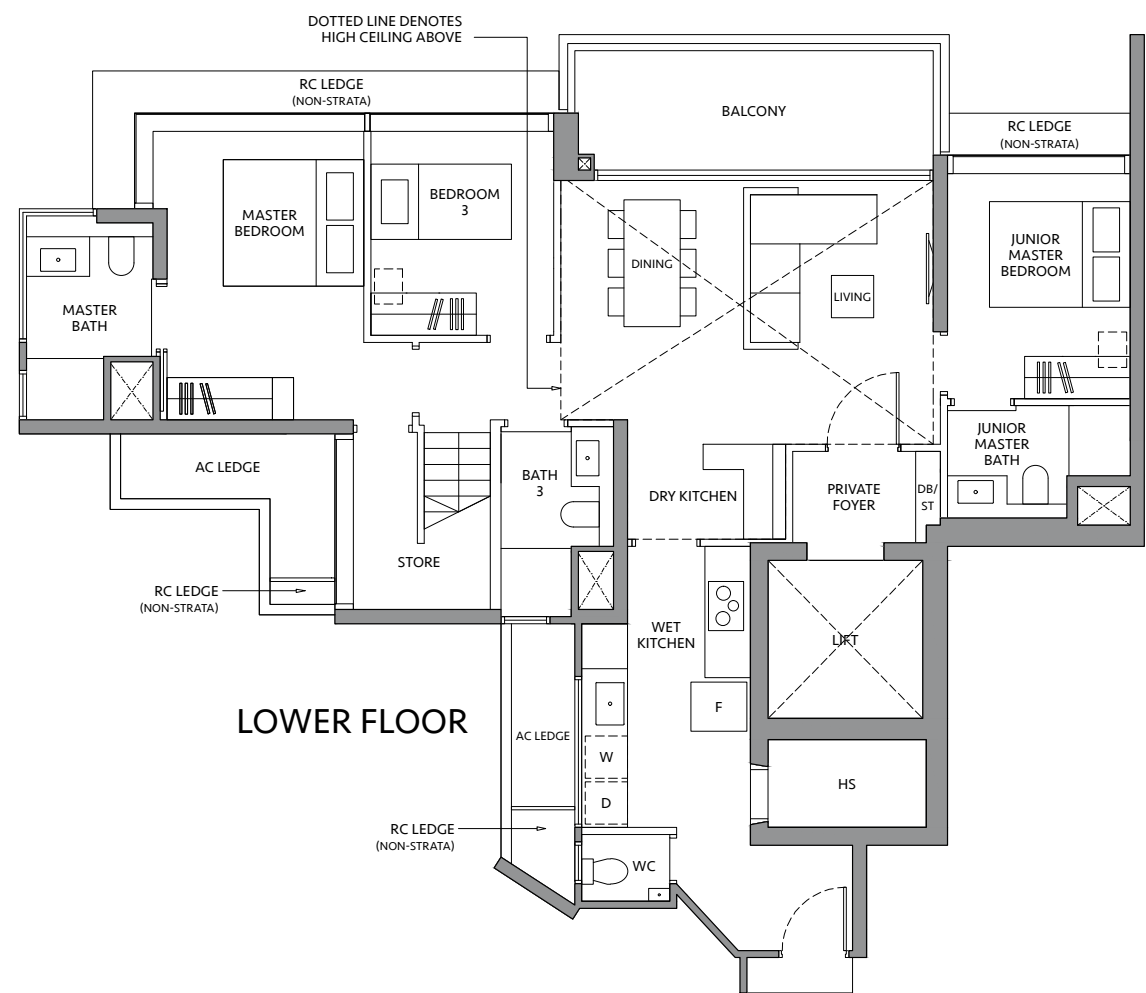 DOTTED LINE DENOTES
HIGH CEILING ABOVE
RC LEDGE
(NON-STRATA)
BALCONY
RC LEDGE
(NON-STRATA)
MASTER
BEDROOM
BEDROOM
3
DINING
LIVING
JUNIOR
MASTER
BEDROOM
MASTER
BATH
AC LEDGE
BATH
3
DRY KITCHEN
PRIVATE
FOYER
DB/
ST
JUNIOR
MASTER
BATH
STORE
RC LEDGE
(NON-STRATA)
WET
KITCHEN
LIFT
F
LOWER FLOOR
AC LEDGE
W
D
HS
RC LEDGE
(NON-STRATA)
WC